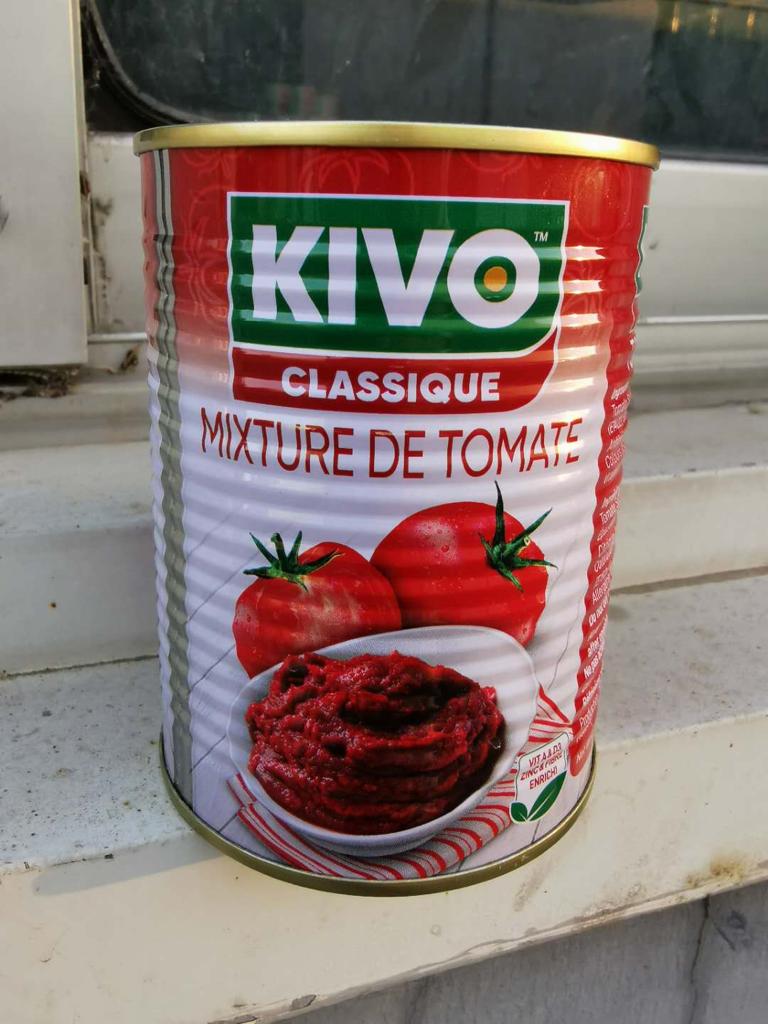 KIVO™
CLASSIQUE
MIXTURE DE TOMATE
VIT A & D3
ZINC & FIBRE
ENRICHI